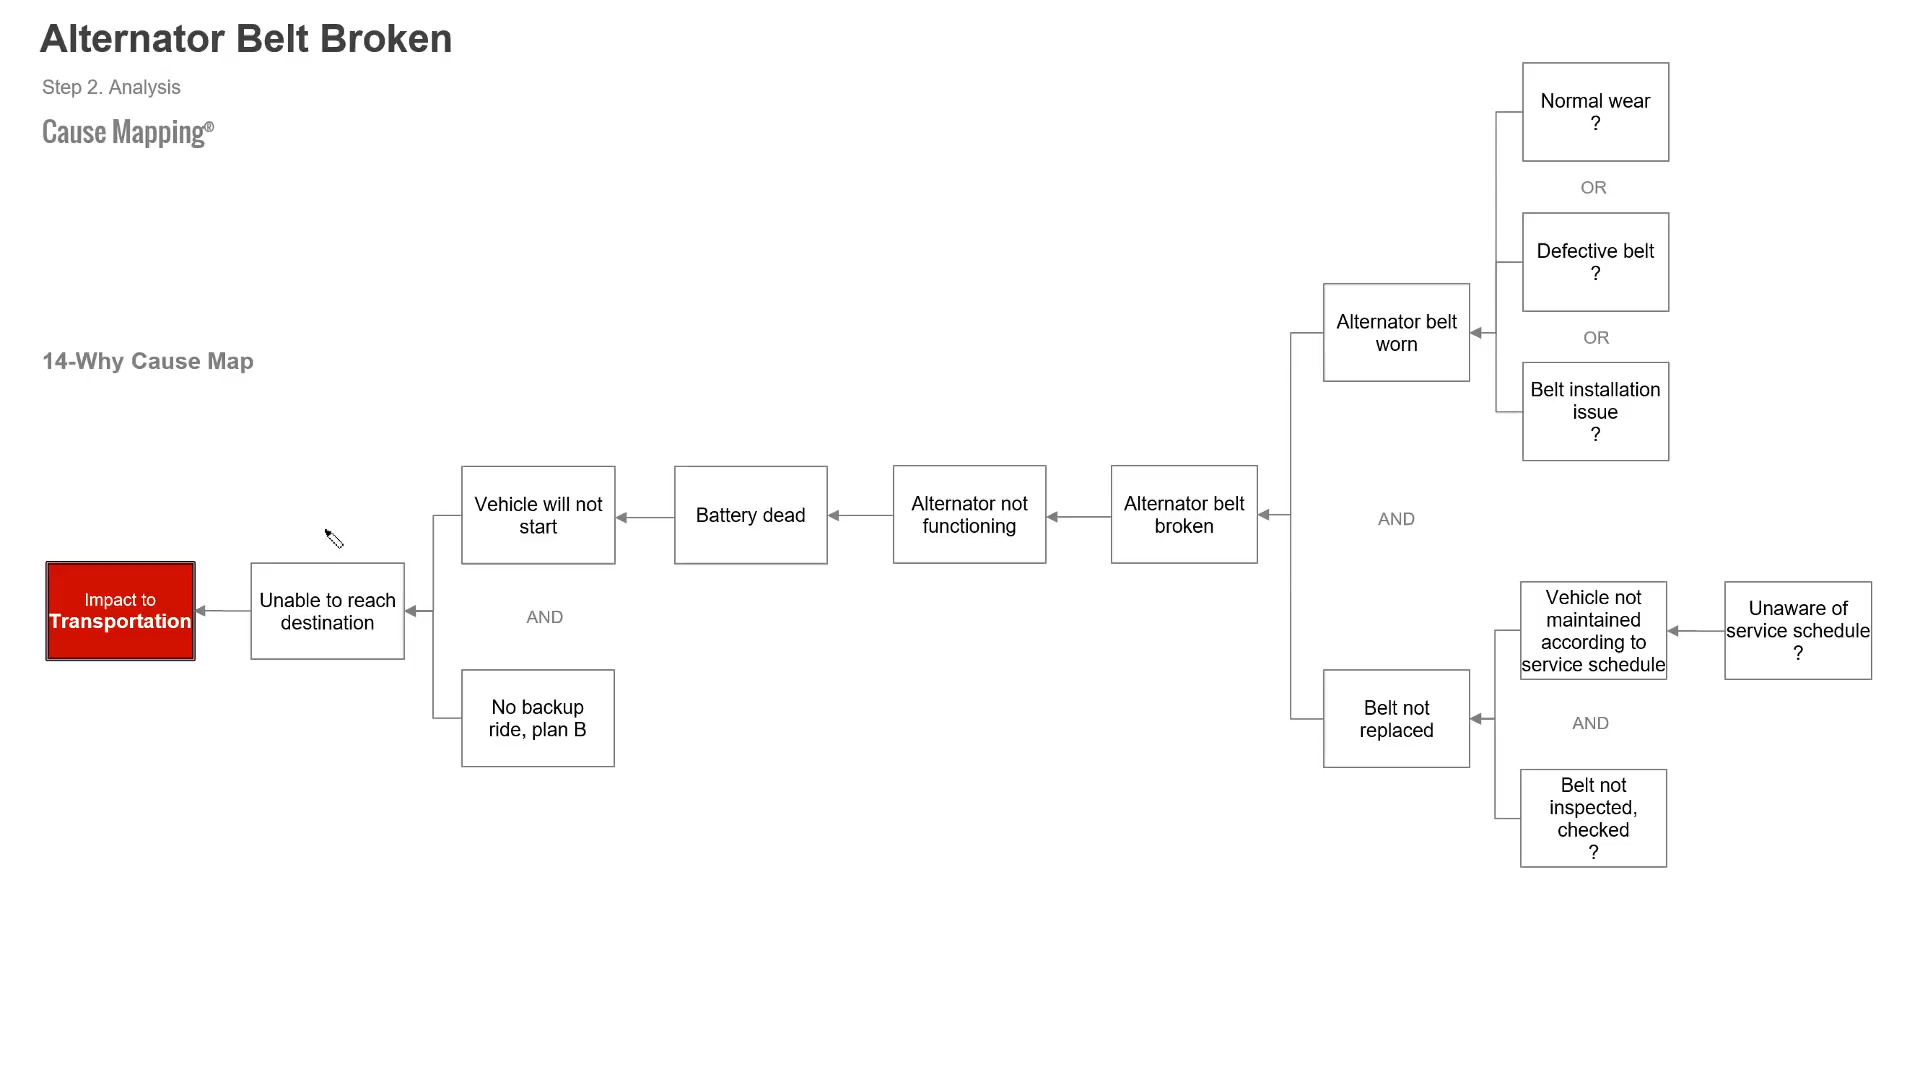 Alternator Belt Broken
Step 2. Analysis
Cause Mapping®
14-Why Cause Map
Impact to
Transportation
Unable to reach
destination
Vehicle will not
start
AND
No backup
ride, plan B
Battery dead
Alternator not
functioning
Alternator belt
broken
Alternator belt
worn
AND
Belt not
replaced
Normal wear
?
OR
Defective belt
?
OR
Belt installation
issue
?
Vehicle not
maintained
according to
service schedule
AND
Belt not
inspected,
checked
?
Unaware of
service schedule
?